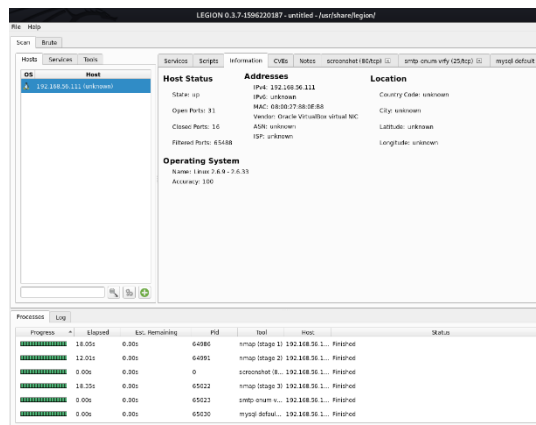 LEGION 0.3.7-1596220187 - untitled - /usr/share/legion/
File Help
Scan Brute
Hosts Services Tools
OS Host
192.168.56.111 (unknown)
Services Scripts Information CVEs Notes screenshot (80/tcp) smtp enum vrfy (25/tcp) mysql default
Host Status
State: up
Open Ports: 31
Closed Ports: 16
Filtered Ports: 65488
Addresses
IPv4: 192.168.56.111
IPv6: unknown
MAC: 08:00:27:88:0E:B8
Vendor: Oracle VirtualBox virtual NIC
ASN: unknown
ISP: unknown
Location
Country Code: unknown
City: unknown
Latitude: unknown
Longitude: unknown
Operating System
Name: Linux 2.6.9 - 2.6.33
Accuracy: 100
Processes Log
Progress Elapsed Est. Remaining Pid Tool Host Status
18.05s 0.00s 64986 nmap (stage 1) 192.168.56.1... Finished
12.01s 0.00s 64991 nmap (stage 2) 192.168.56.1... Finished
0.00s 0.00s 0 screenshot (8... 192.168.56.1... Finished
18.35s 0.00s 65022 nmap (stage 3) 192.168.56.1... Finished
0.00s 0.00s 65023 smtp enum v... 192.168.56.1... Finished
0.00s 0.00s 65030 mysql defaul... 192.168.56.1... Finished